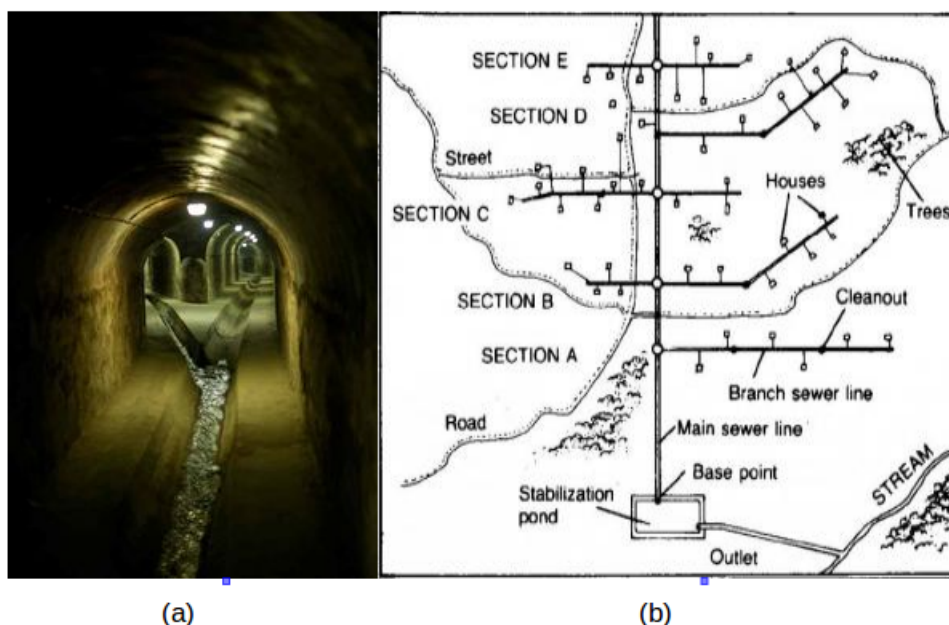 SECTION E
SECTION D
Street
Houses
SECTION C
Trees
SECTION B
Cleanout
SECTION A
Branch sewer line
Road
Main sewer line
Base point
Stabilization
pond
STREAM
Outlet
(a)
(b)